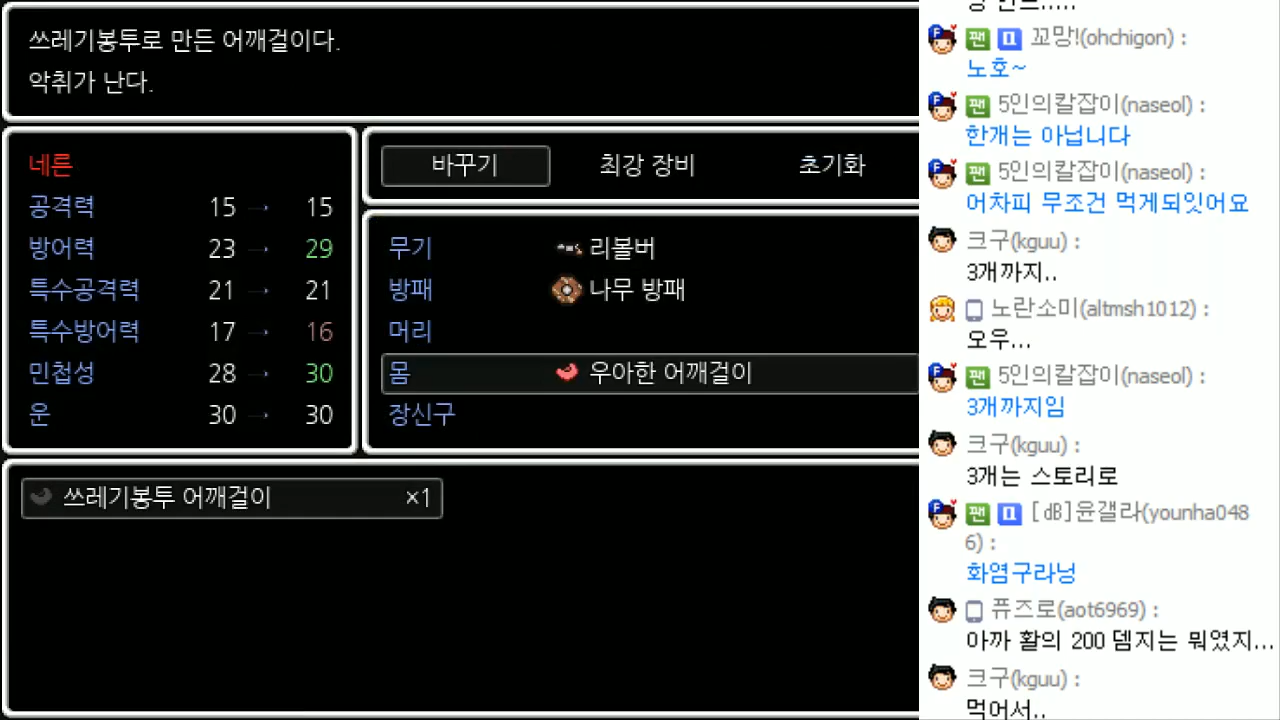 쓰레기봉투로 만든 어깨걸이다.
악취가 난다.
네른
공격력 15 → 15
방어력 23 → 29
특수공격력 21 → 21
특수방어력 17 → 16
민첩성 28 → 30
운 30 → 30
바꾸기 최강 장비 초기화
무기 리볼버
방패 나무 방패
머리
몸 우아한 어깨걸이
장신구
쓰레기봉투 어깨걸이 ×1
팬 꼬망!(ohchigon) :
노호~
팬 5인의칼잡이(naseol) :
한개는 아닙니다
팬 5인의칼잡이(naseol) :
어차피 무조건 먹게되잇어요
크구(kguu) :
3개까지..
노란소미(altmsh1012) :
오우...
팬 5인의칼잡이(naseol) :
3개까지임
크구(kguu) :
3개는 스토리로
팬 [dB]윤갤라(younha048
6) :
화염구라넝
퓨즈로(aot6969) :
아까 활의 200 뎀지는 뭐였지...
크구(kguu) :
먹어서..